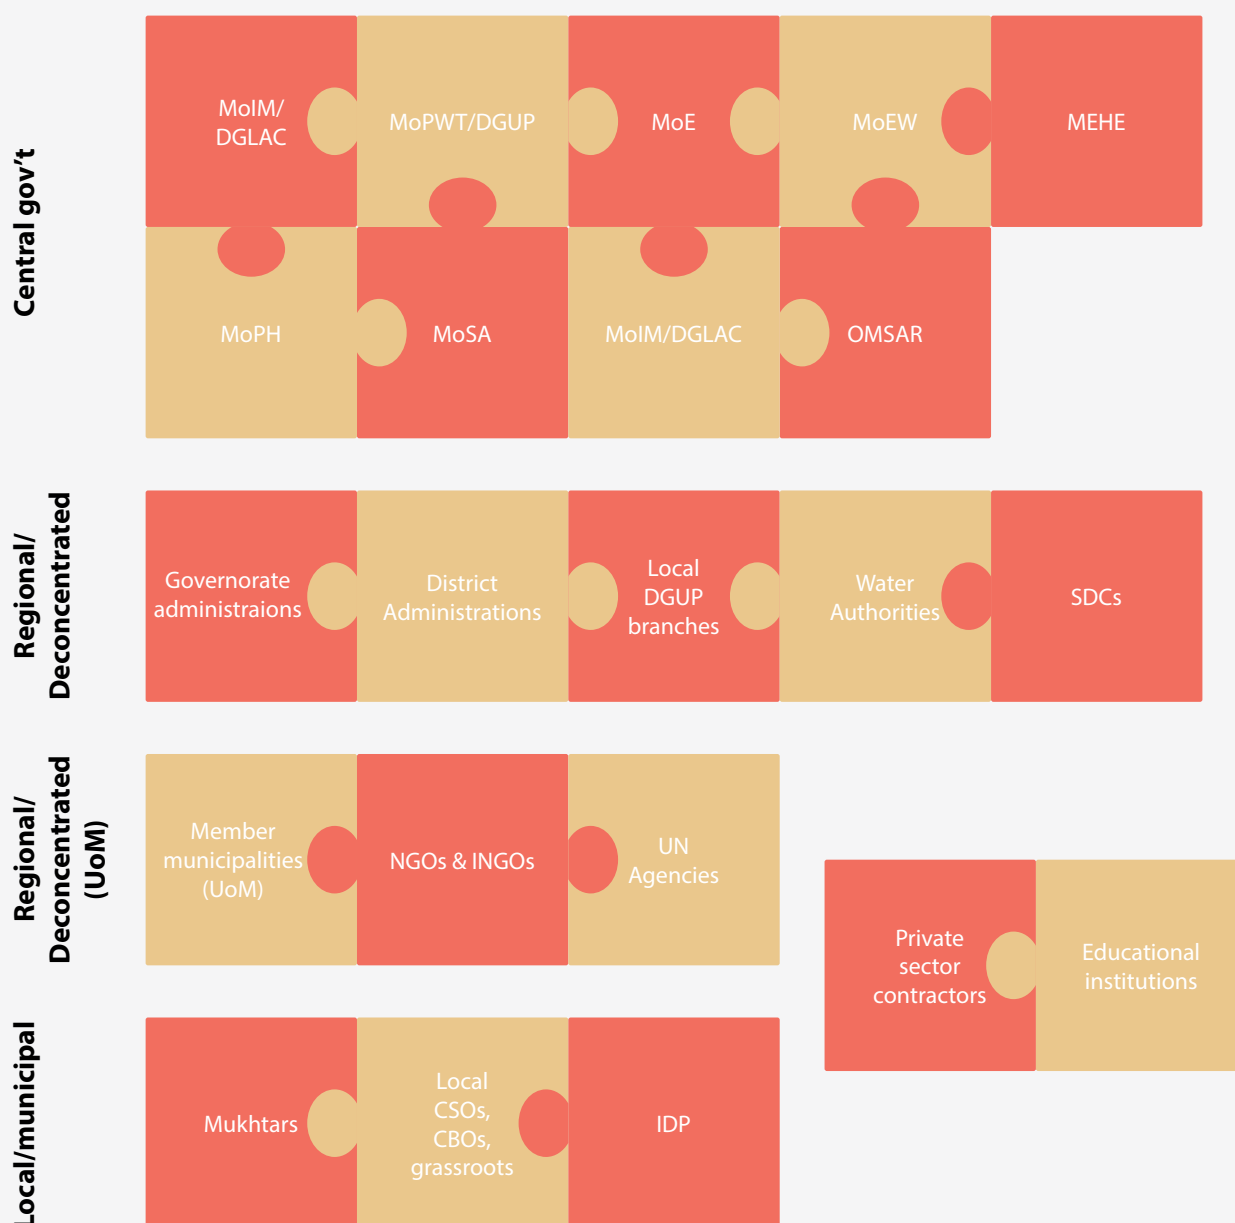 Central gov't
MoIM/
DGLAC
MoPWT/DGUP
MoE
MoEW
MEHE
MoPH
MoSA
MoIM/DGLAC
OMSAR
Regional/
Deconcentrated
Governorate
administraions
District
Administrations
Local
DGUP
branches
Water
Authorities
SDCs
Regional/
Deconcentrated
(UoM)
Member
municipalities
(UoM)
NGOs & INGOs
UN
Agencies
Private
sector
contractors
Educational
institutions
Local/municipal
Mukhtars
Local
CSOs,
CBOs,
grassroots
IDP